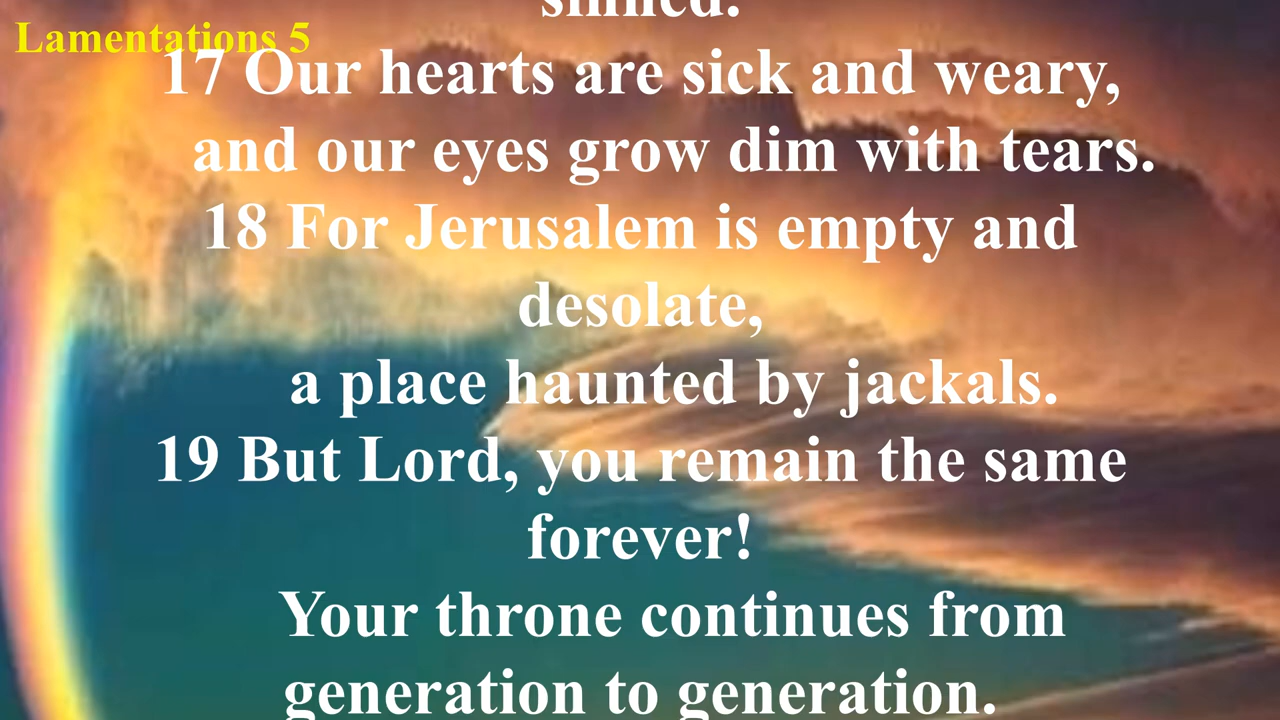 sinned.
Lamentations 5
17 Our hearts are sick and weary,
and our eyes grow dim with tears.
18 For Jerusalem is empty and
desolate,
a place haunted by jackals.
19 But Lord, you remain the same
forever!
Your throne continues from
generation to generation.